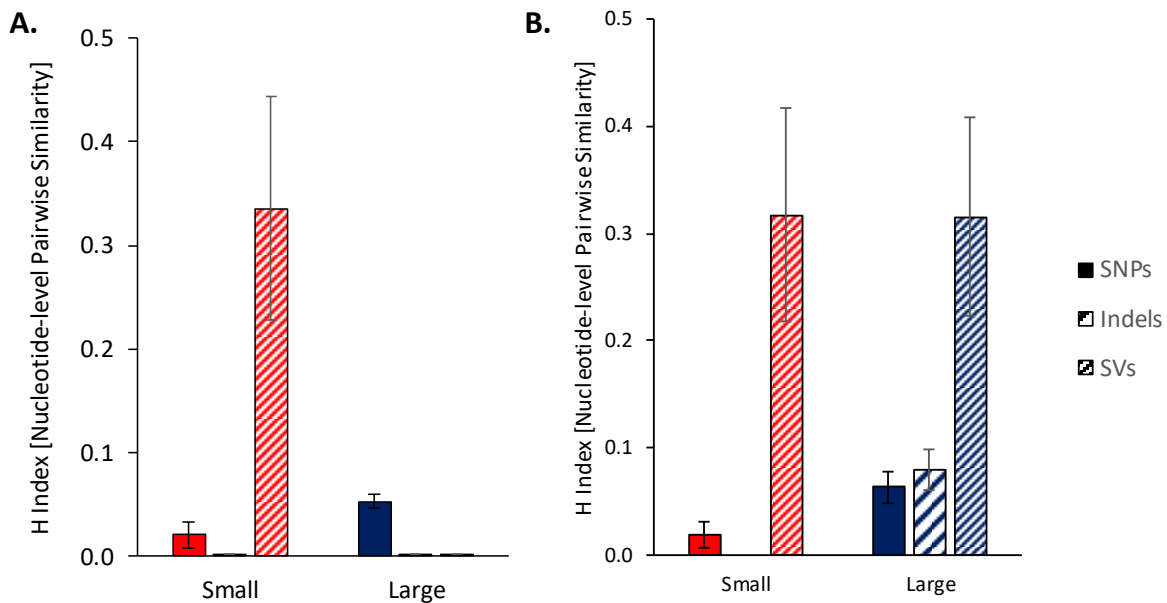 A.
H Index [Nucleotide-level Pairwise Similarity]
0.5
0.4
0.3
0.2
0.1
0.0
Small
Large
B.
H Index [Nucleotide-level Pairwise Similarity]
0.5
0.4
0.3
0.2
0.1
0.0
Small
Large
SNPs
Indels
SVs